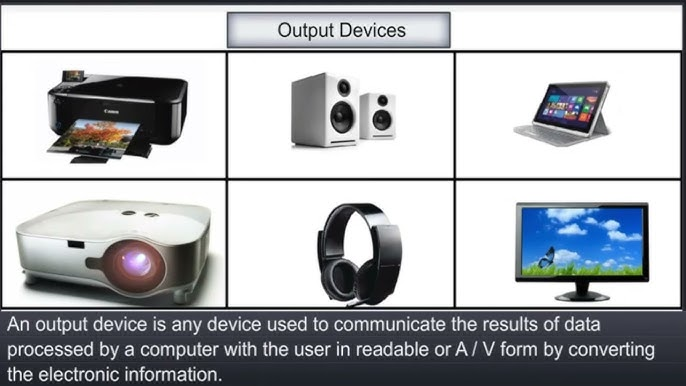 Output Devices
Canon
An output device is any device used to communicate the results of data
processed by a computer with the user in readable or A / V form by converting
the electronic information.